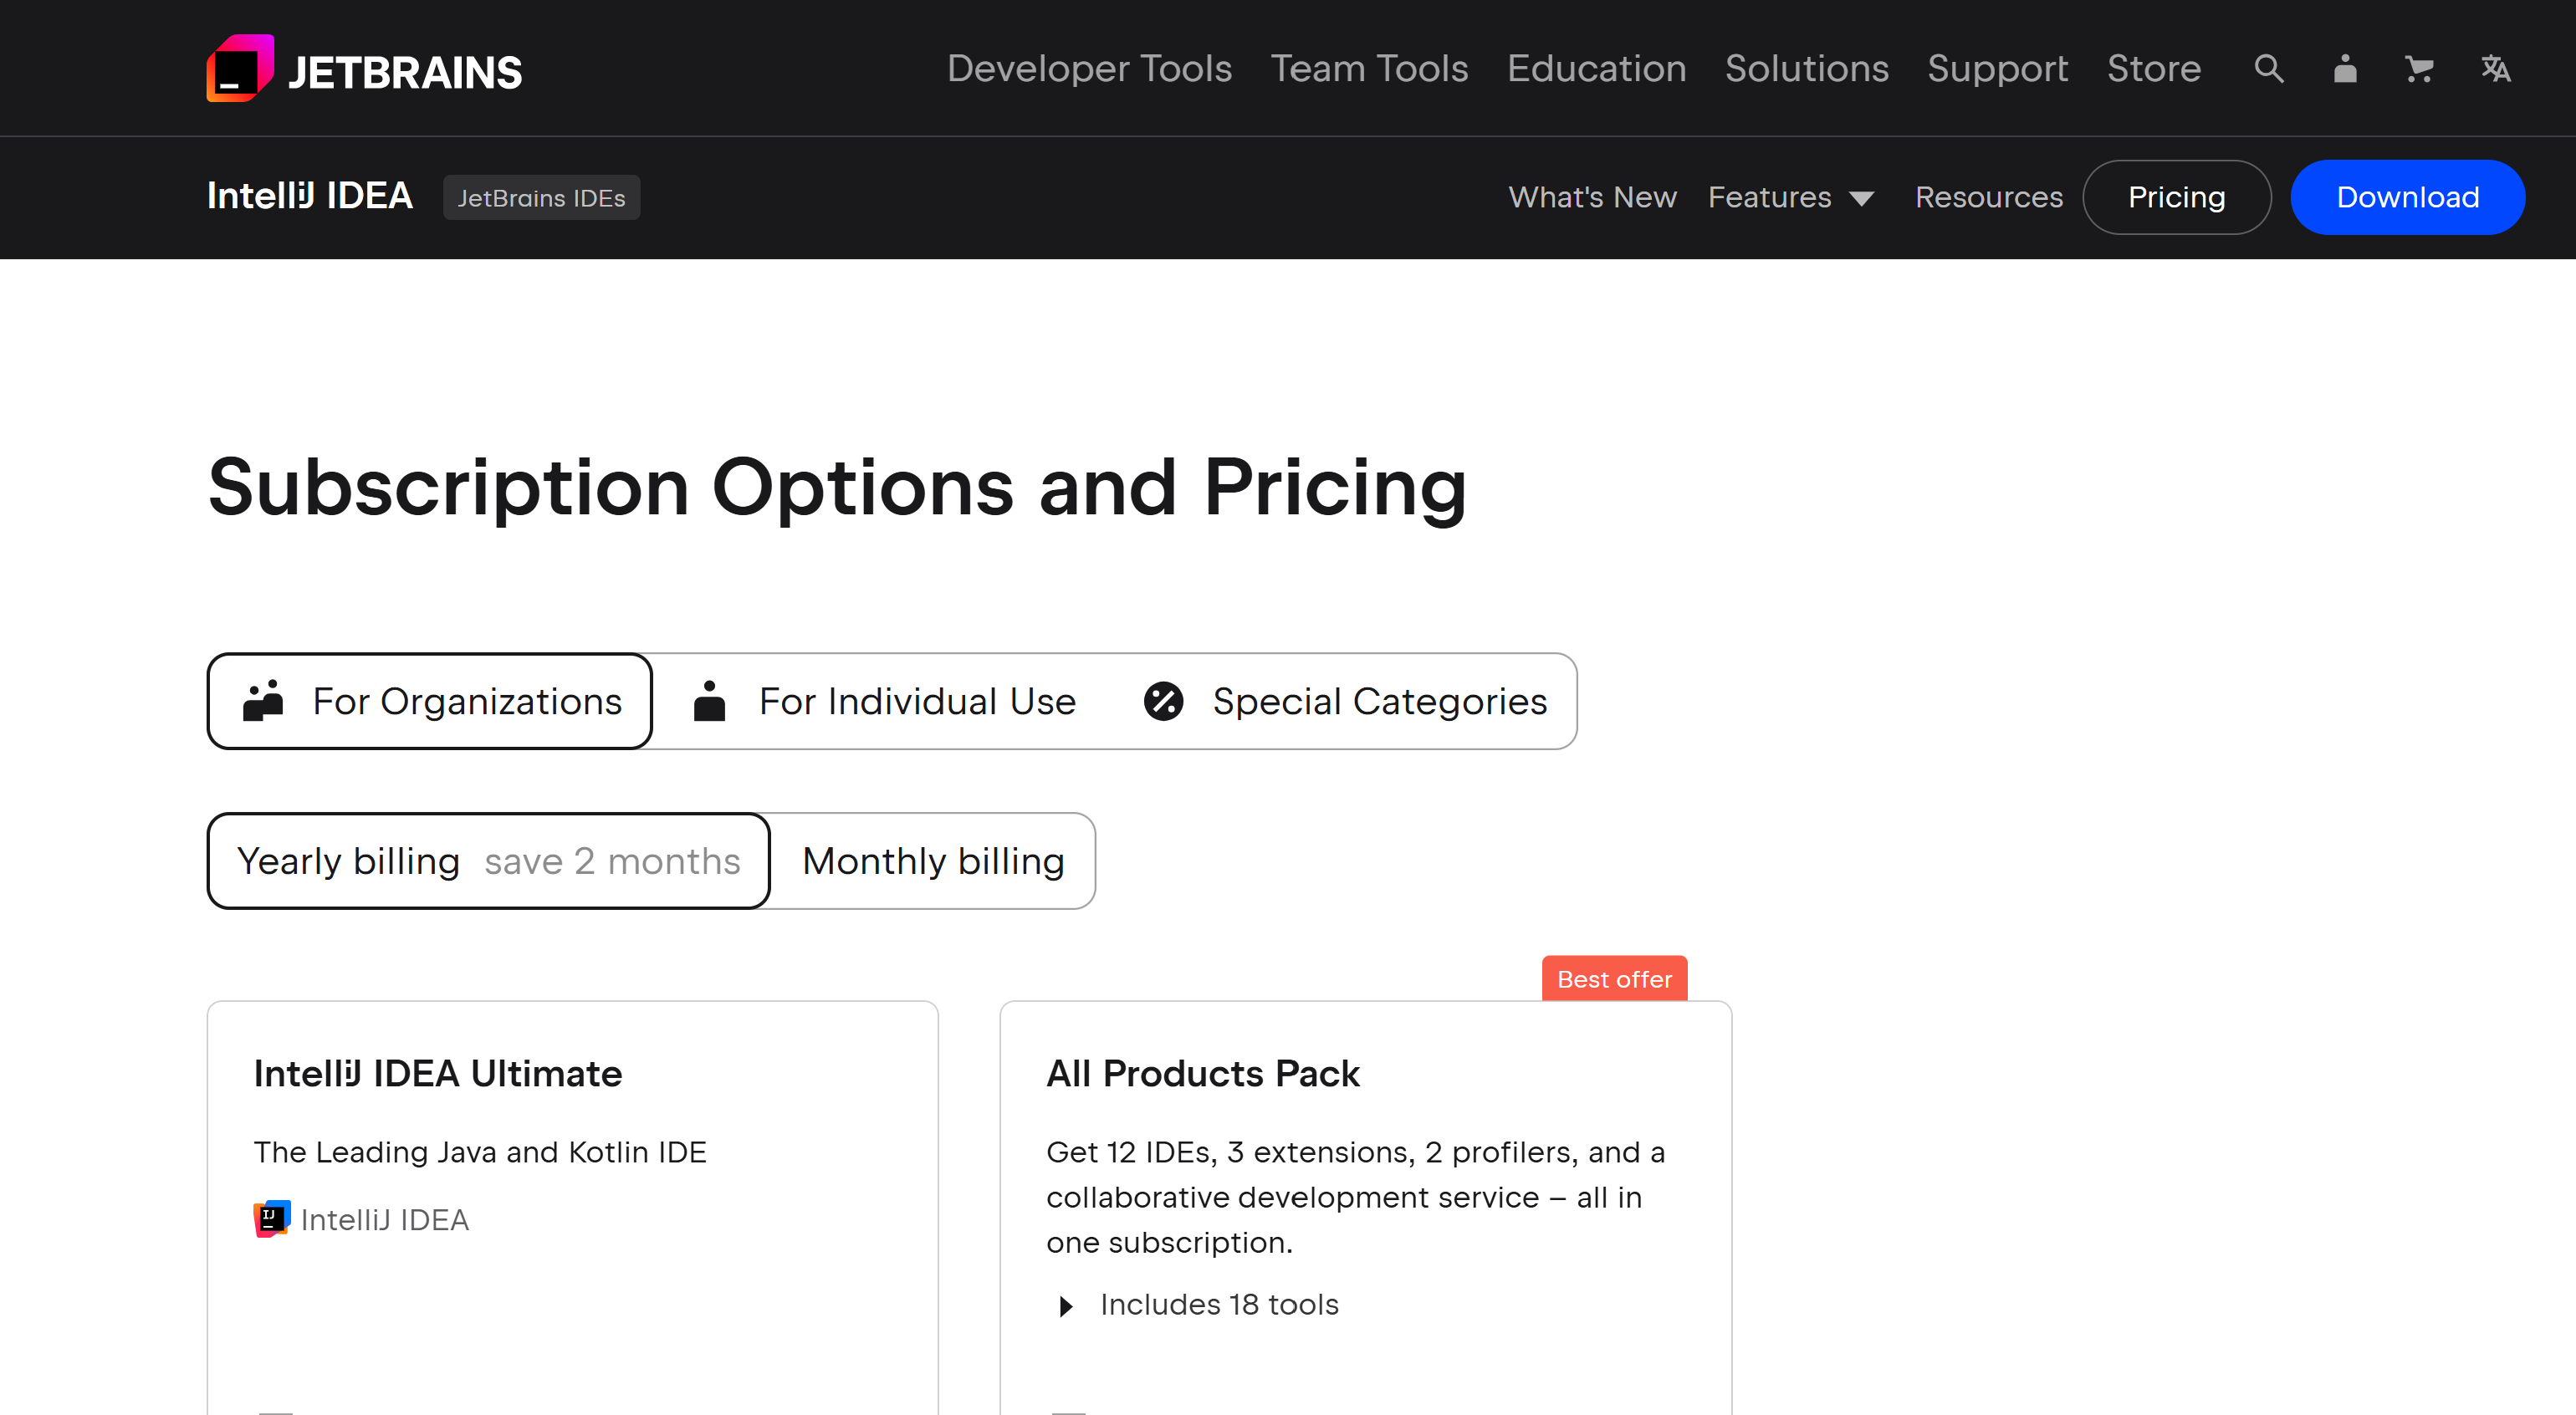 JETBRAINS
Developer Tools Team Tools Education Solutions Support Store
IntelliJ IDEA JetBrains IDEs What's New Features Resources Pricing Download
Subscription Options and Pricing
For Organizations For Individual Use Special Categories
Yearly billing save 2 months Monthly billing
Best offer
IntelliJ IDEA Ultimate
The Leading Java and Kotlin IDE
IJ IntelliJ IDEA
All Products Pack
Get 12 IDEs, 3 extensions, 2 profilers, and a
collaborative development service – all in
one subscription.
Includes 18 tools